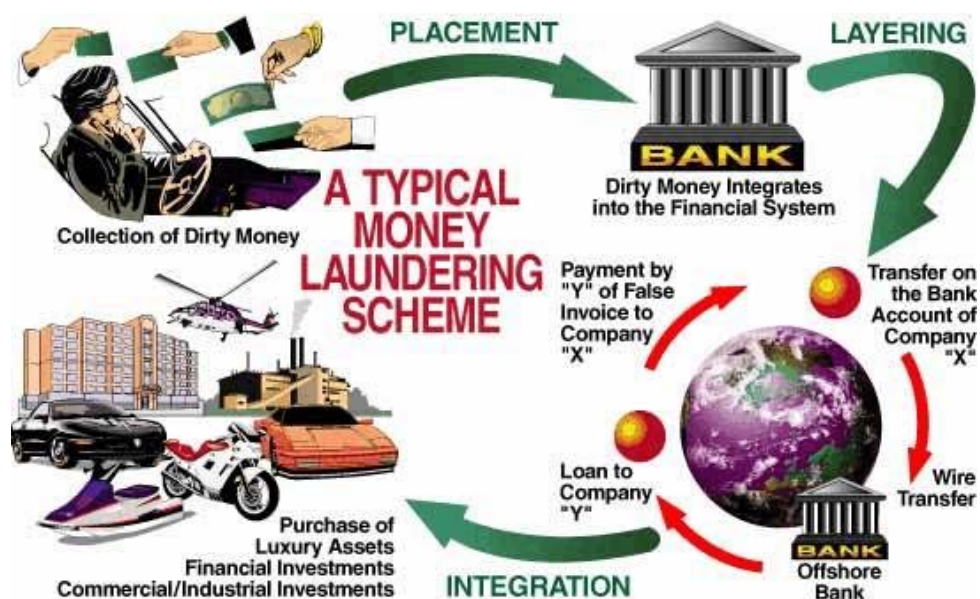 PLACEMENT
LAYERING
BANK
Dirty Money Integrates
into the Financial System
Collection of Dirty Money
A TYPICAL
MONEY
LAUNDERING
SCHEME
Payment by
"Y" of False
Invoice to
Company
"X"
Transfer on
the Bank
Account of
Company
"X"
Loan to
Company
"Y"
Wire
Transfer
BANK
Offshore
Bank
Purchase of
Luxury Assets
Financial Investments
Commercial/Industrial Investments
INTEGRATION